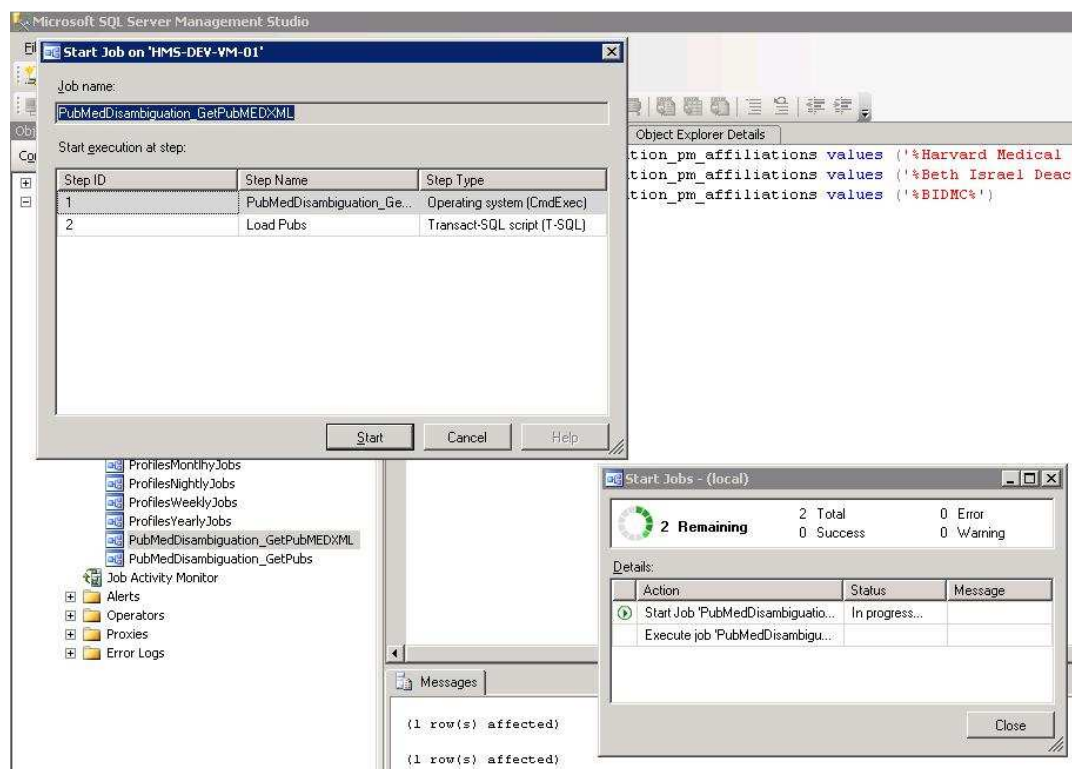 Microsoft SQL Server Management Studio
Start Job on 'HMS-DEV-VM-01'
Job name:
PubMedDisambiguation_GetPubMEDXML
Start execution at step:
Step ID Step Name Step Type
1 PubMedDisambiguation_Ge... Operating system (CmdExec)
2 Load Pubs Transact-SQL script (T-SQL)
Start Cancel Help
Object Explorer Details
tion_pm_affiliations values ('%Harvard Medical
tion_pm_affiliations values ('%Beth Israel Deac
tion_pm_affiliations values ('%BIDMC%')
ProfilesMontlhyJobs
ProfilesNightlyJobs
ProfilesWeeklyJobs
ProfilesYearlyJobs
PubMedDisambiguation_GetPubMEDXML
PubMedDisambiguation_GetPubs
Job Activity Monitor
Alerts
Operators
Proxies
Error Logs
Start Jobs - (local)
2 Remaining
2 Total 0 Error
0 Success 0 Warning
Details:
Action Status Message
Start Job 'PubMedDisambiguatio... In progress...
Execute job 'PubMedDisambigu...
Close
Messages
(1 row(s) affected)
(1 row(s) affected)